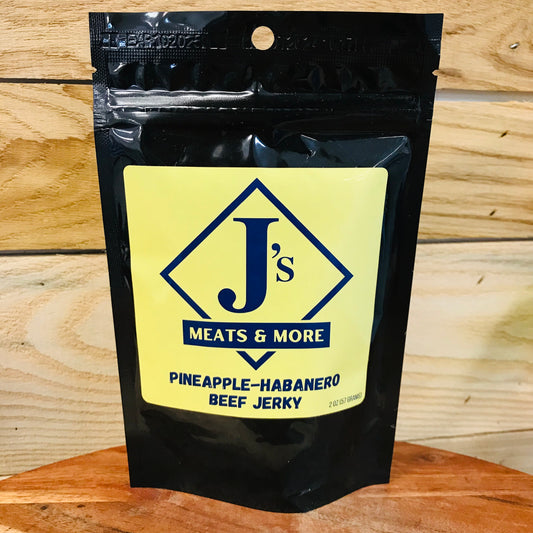 J's
MEATS & MORE
PINEAPPLE-HABANERO
BEEF JERKY
2 OZ (57 GRAMS)